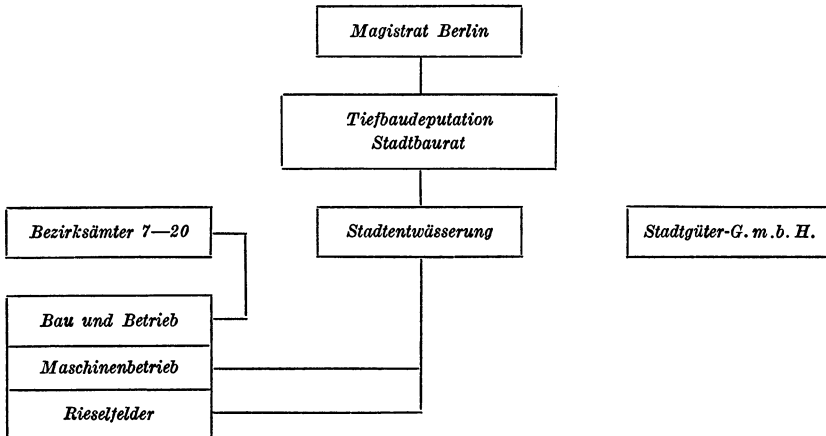 Magistrat Berlin
Tiefbaudeputation
Stadtbaurat
Bezirksämter 7—20
Stadtentwässerung
Stadtgüter-G. m. b. H.
Bau und Betrieb
Maschinenbetrieb
Rieselfelder